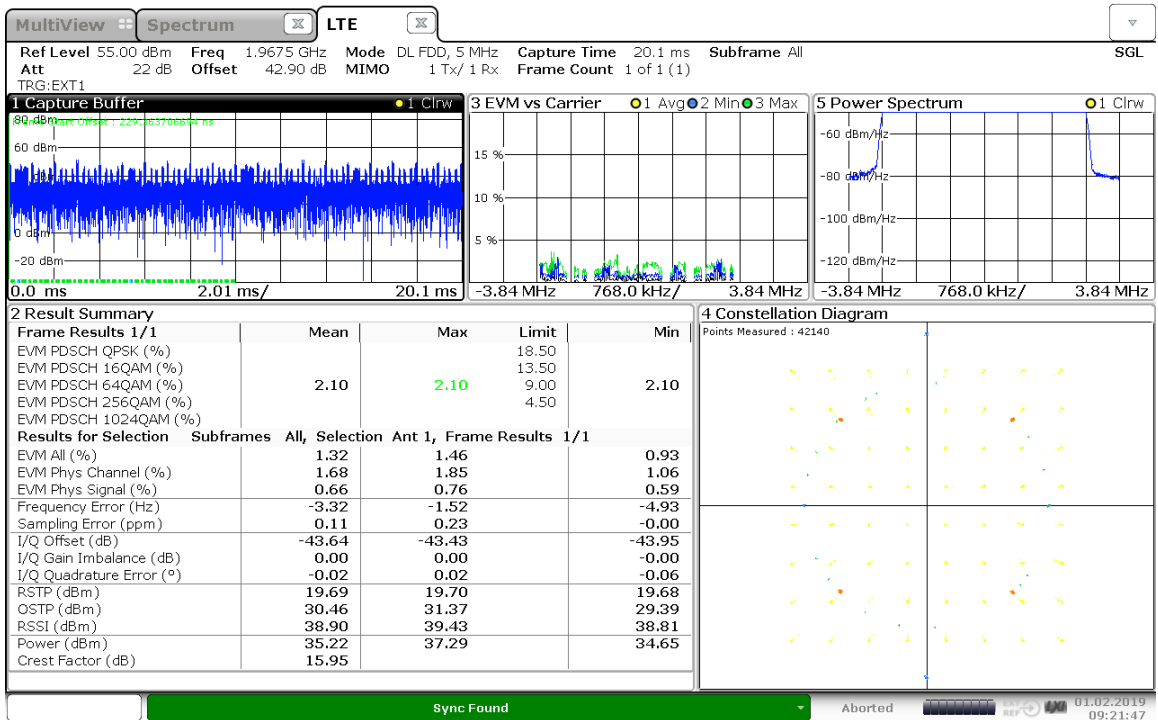 MultiView Spectrum LTE
Ref Level 55.00 dBm Freq 1.9675 GHz Mode DL FDD, 5 MHz Capture Time 20.1 ms Subframe All SGL
Att 22 dB Offset 42.90 dB MIMO 1 Tx/ 1 Rx Frame Count 1 of 1 (1)
TRG:EXT1
1 Capture Buffer 1 Clrw
Frame Start Offset : 229.363706694 ns
80 dBm
60 dBm
0 dBm
-20 dBm
0.0 ms 2.01 ms/ 20.1 ms
3 EVM vs Carrier 1 Avg 2 Min 3 Max
15 %
10 %
5 %
-3.84 MHz 768.0 kHz/ 3.84 MHz
5 Power Spectrum 1 Clrw
-60 dBm/Hz
-80 dBm/Hz
-100 dBm/Hz
-120 dBm/Hz
-3.84 MHz 768.0 kHz/ 3.84 MHz
2 Result Summary
Frame Results 1/1 Mean Max Limit Min
EVM PDSCH QPSK (%) 18.50
EVM PDSCH 16QAM (%) 13.50
EVM PDSCH 64QAM (%) 2.10 2.10 9.00 2.10
EVM PDSCH 256QAM (%) 4.50
EVM PDSCH 1024QAM (%)
Results for Selection Subframes All, Selection Ant 1, Frame Results 1/1
EVM All (%) 1.32 1.46 0.93
EVM Phys Channel (%) 1.68 1.85 1.06
EVM Phys Signal (%) 0.66 0.76 0.59
Frequency Error (Hz) -3.32 -1.52 -4.93
Sampling Error (ppm) 0.11 0.23 -0.00
I/Q Offset (dB) -43.64 -43.43 -43.95
I/Q Gain Imbalance (dB) 0.00 0.00 -0.00
I/Q Quadrature Error (°) -0.02 0.02 -0.06
RSTP (dBm) 19.69 19.70 19.68
OSTP (dBm) 30.46 31.37 29.39
RSSI (dBm) 38.90 39.43 38.81
Power (dBm) 35.22 37.29 34.65
Crest Factor (dB) 15.95
4 Constellation Diagram
Points Measured : 42140
Sync Found
Aborted
EXT
REF
LXI
01.02.2019
09:21:47